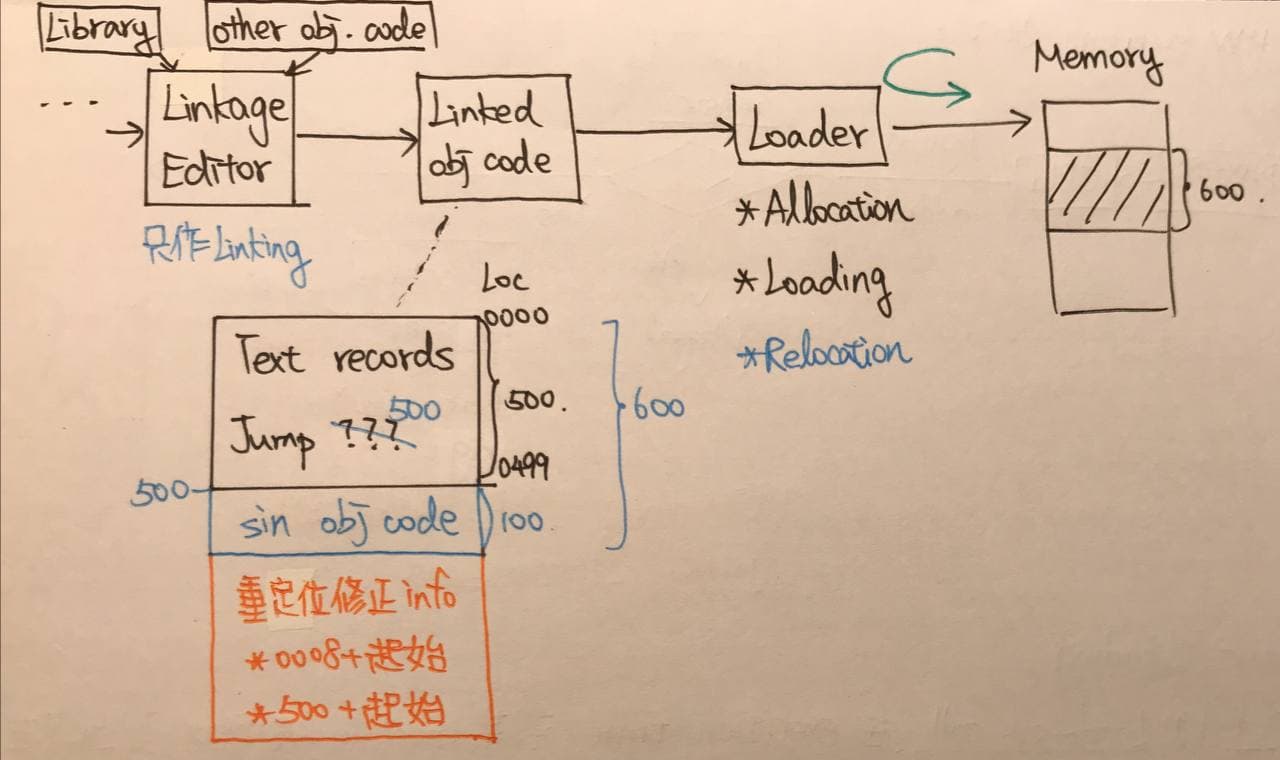 Library
other obj. code
...
Linkage
Editor
只作Linking
Linked
obj code
Loader
*Allocation
*Loading
*Relocation
Memory
600.
Loc
0000
Text records
500
Jump ???
500.
0499
600
500
sin obj code
100.
重定位修正info
*0008+起始
*500+起始